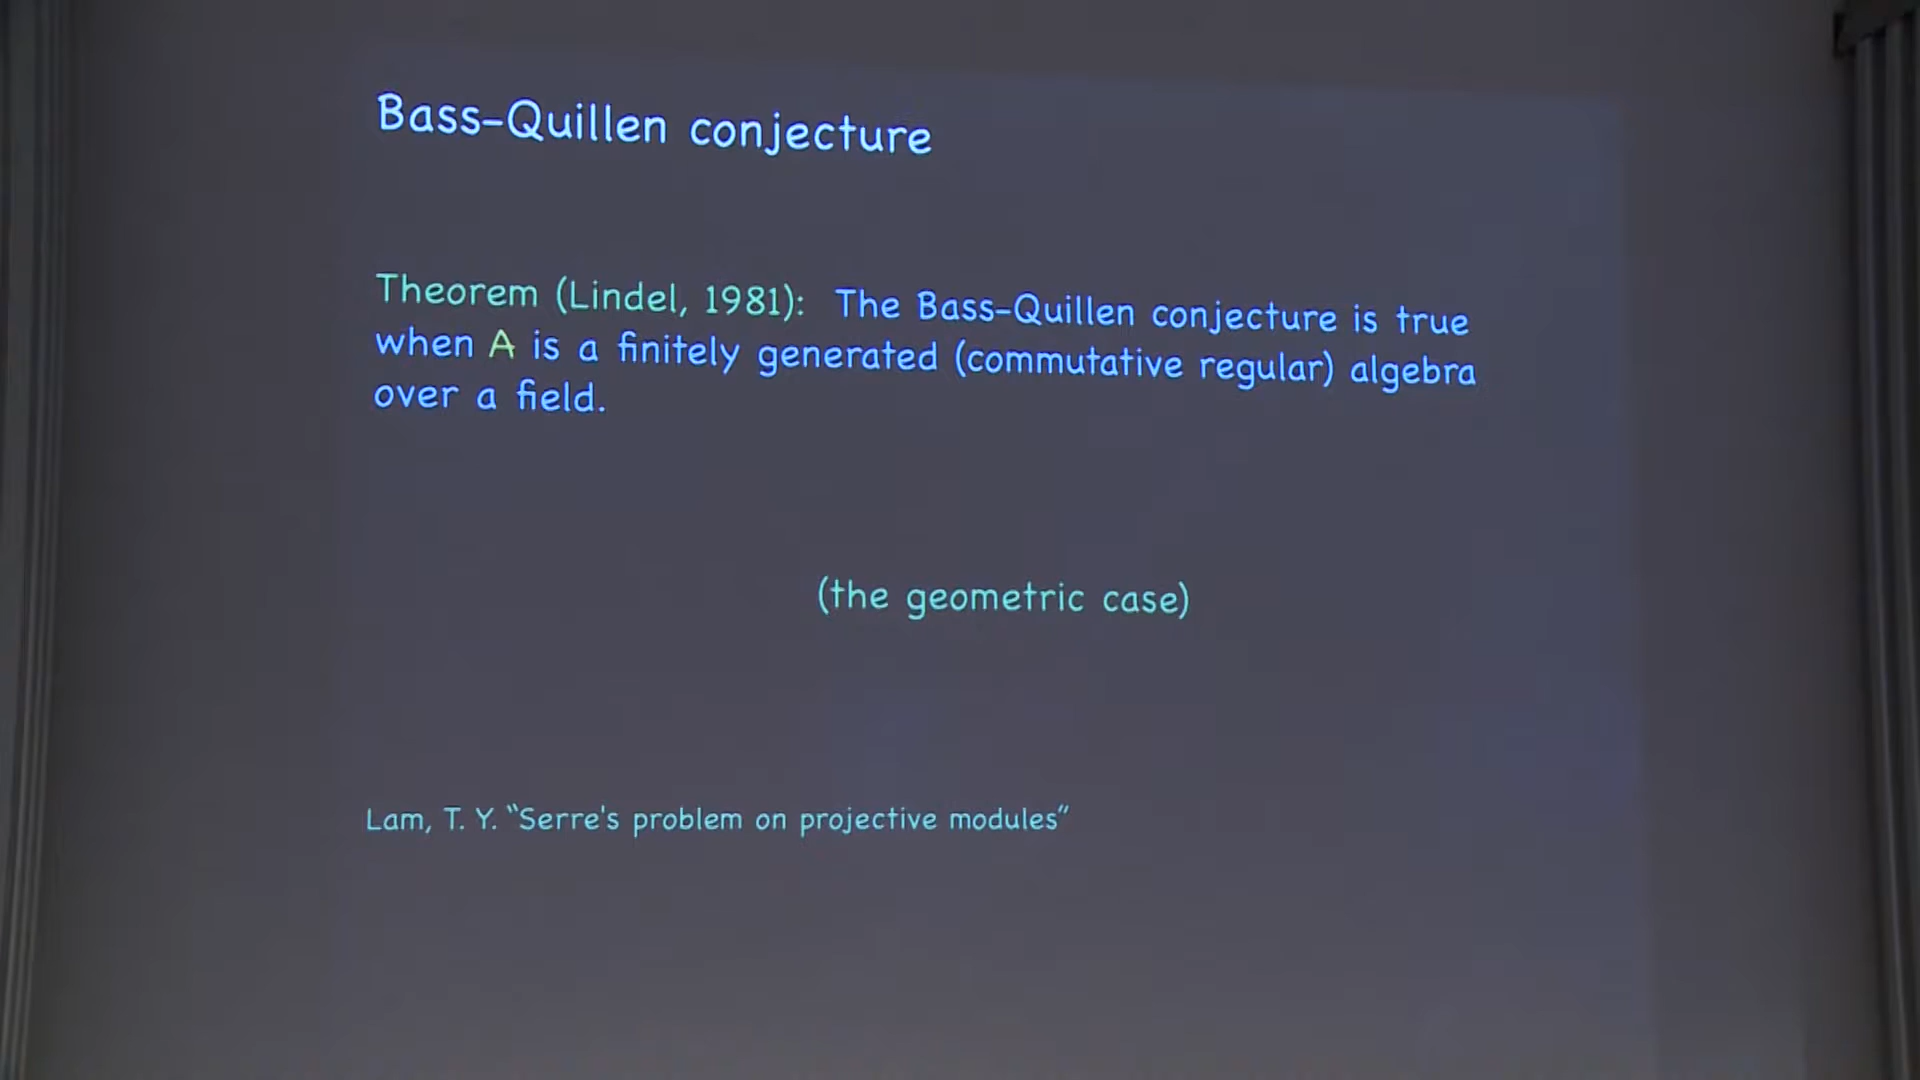 Bass-Quillen conjecture
Theorem (Lindel, 1981): The Bass-Quillen conjecture is true
when A is a finitely generated (commutative regular) algebra
over a field.
(the geometric case)
Lam, T. Y. “Serre's problem on projective modules”